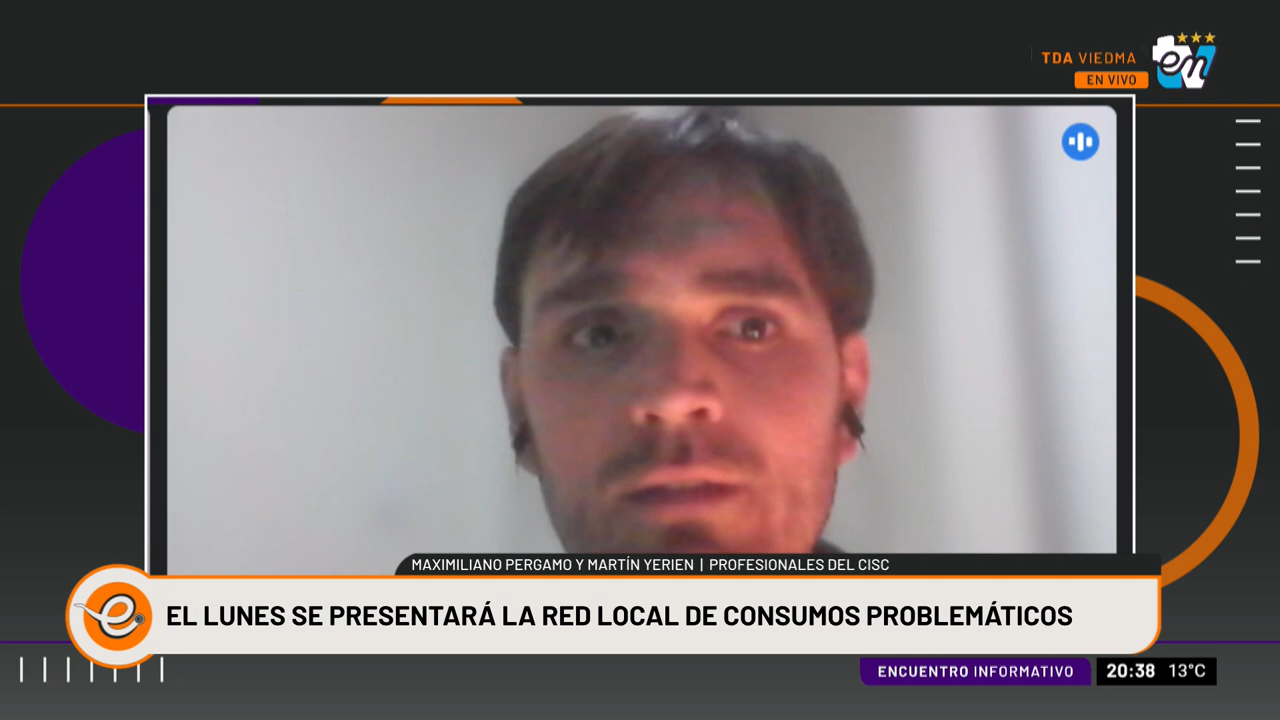 TDA VIEDMA
EN VIVO
en
MAXIMILIANO PERGAMO Y MARTÍN YERIEN | PROFESIONALES DEL CISC
e
EL LUNES SE PRESENTARÁ LA RED LOCAL DE CONSUMOS PROBLEMÁTICOS
ENCUENTRO INFORMATIVO
20:38 13°C